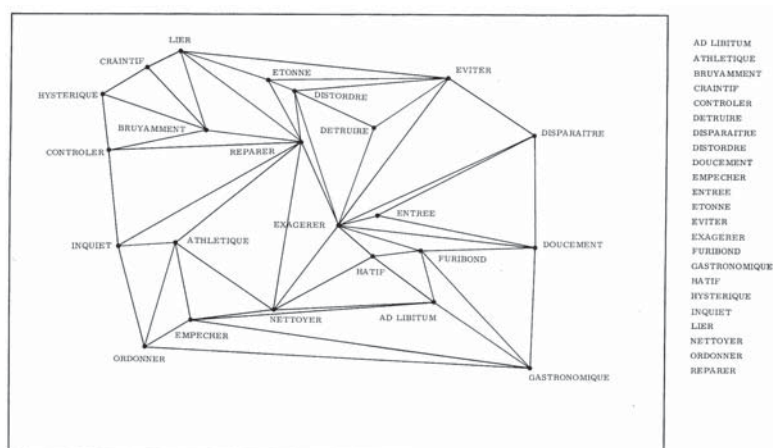 LIER
CRAINTIF
ETONNE
EVITER
HYSTERIQUE
DISTORDRE
BRUYAMMENT
DETRUIRE
DISPARAITRE
CONTROLER
REPARER
ENTREE
EXAGERER
INQUIET
ATHLETIQUE
DOUCEMENT
FURIBOND
HATIF
NETTOYER
AD LIBITUM
EMPECHER
ORDONNER
GASTRONOMIQUE
AD LIBITUM
ATHLETIQUE
BRUYAMMENT
CRAINTIF
CONTROLER
DETRUIRE
DISPARAITRE
DISTORDRE
DOUCEMENT
EMPECHER
ENTREE
ETONNE
EVITER
EXAGERER
FURIBOND
GASTRONOMIQUE
HATIF
HYSTERIQUE
INQUIET
LIER
NETTOYER
ORDONNER
REPARER